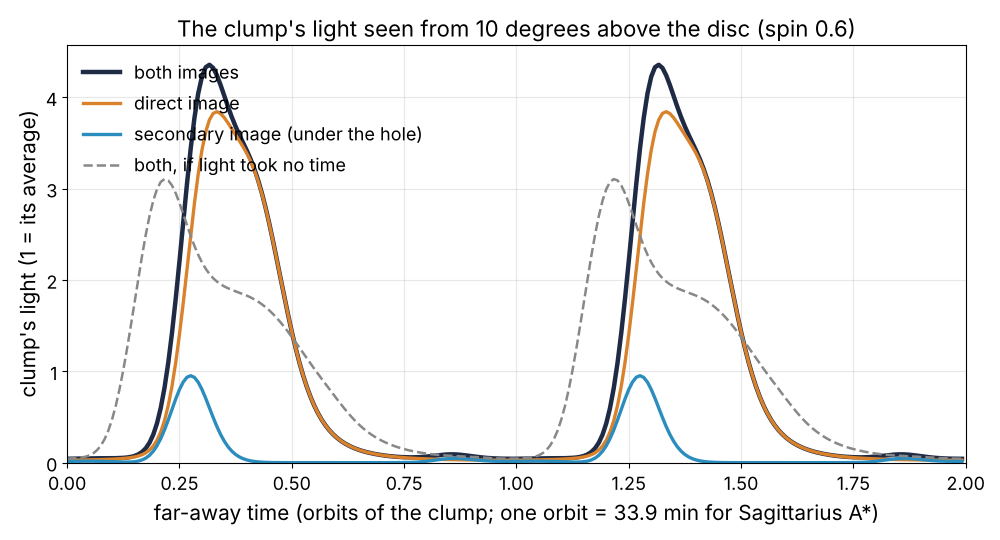 The clump's light seen from 10 degrees above the disc (spin 0.6)
clump's light (1 = its average)
4
3
2
1
0
both images
direct image
secondary image (under the hole)
both, if light took no time
0.00 0.25 0.50 0.75 1.00 1.25 1.50 1.75 2.00
far-away time (orbits of the clump; one orbit = 33.9 min for Sagittarius A*)